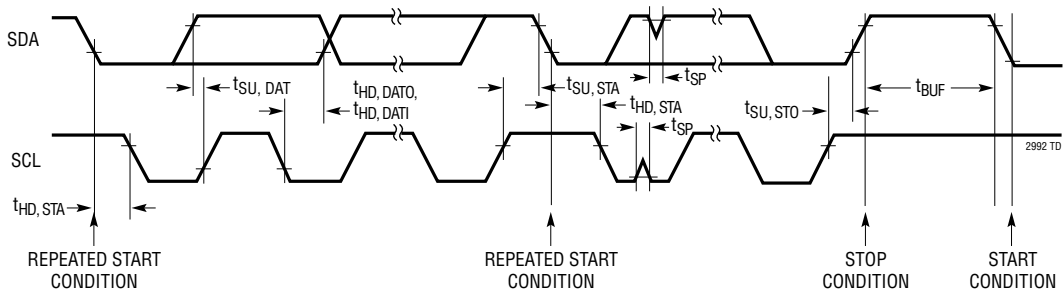 SDA
tSU, DAT
tHD, DATO,
tHD, DATI
tSU, STA
tHD, STA
tSP
tSP
tSU, STO
tBUF
SCL
2992 TD
tHD, STA
REPEATED START
CONDITION
REPEATED START
CONDITION
STOP
CONDITION
START
CONDITION